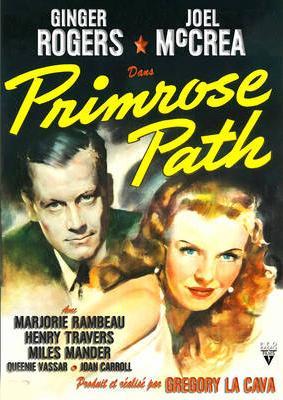 GINGER JOEL
ROGERS ★ McCREA
Dans
Primrose
Path
Avec
MARJORIE RAMBEAU
HENRY TRAVERS
MILES MANDER
QUEENIE VASSAR • JOAN CARROLL
Produit et réalisé par GREGORY LA CAVA